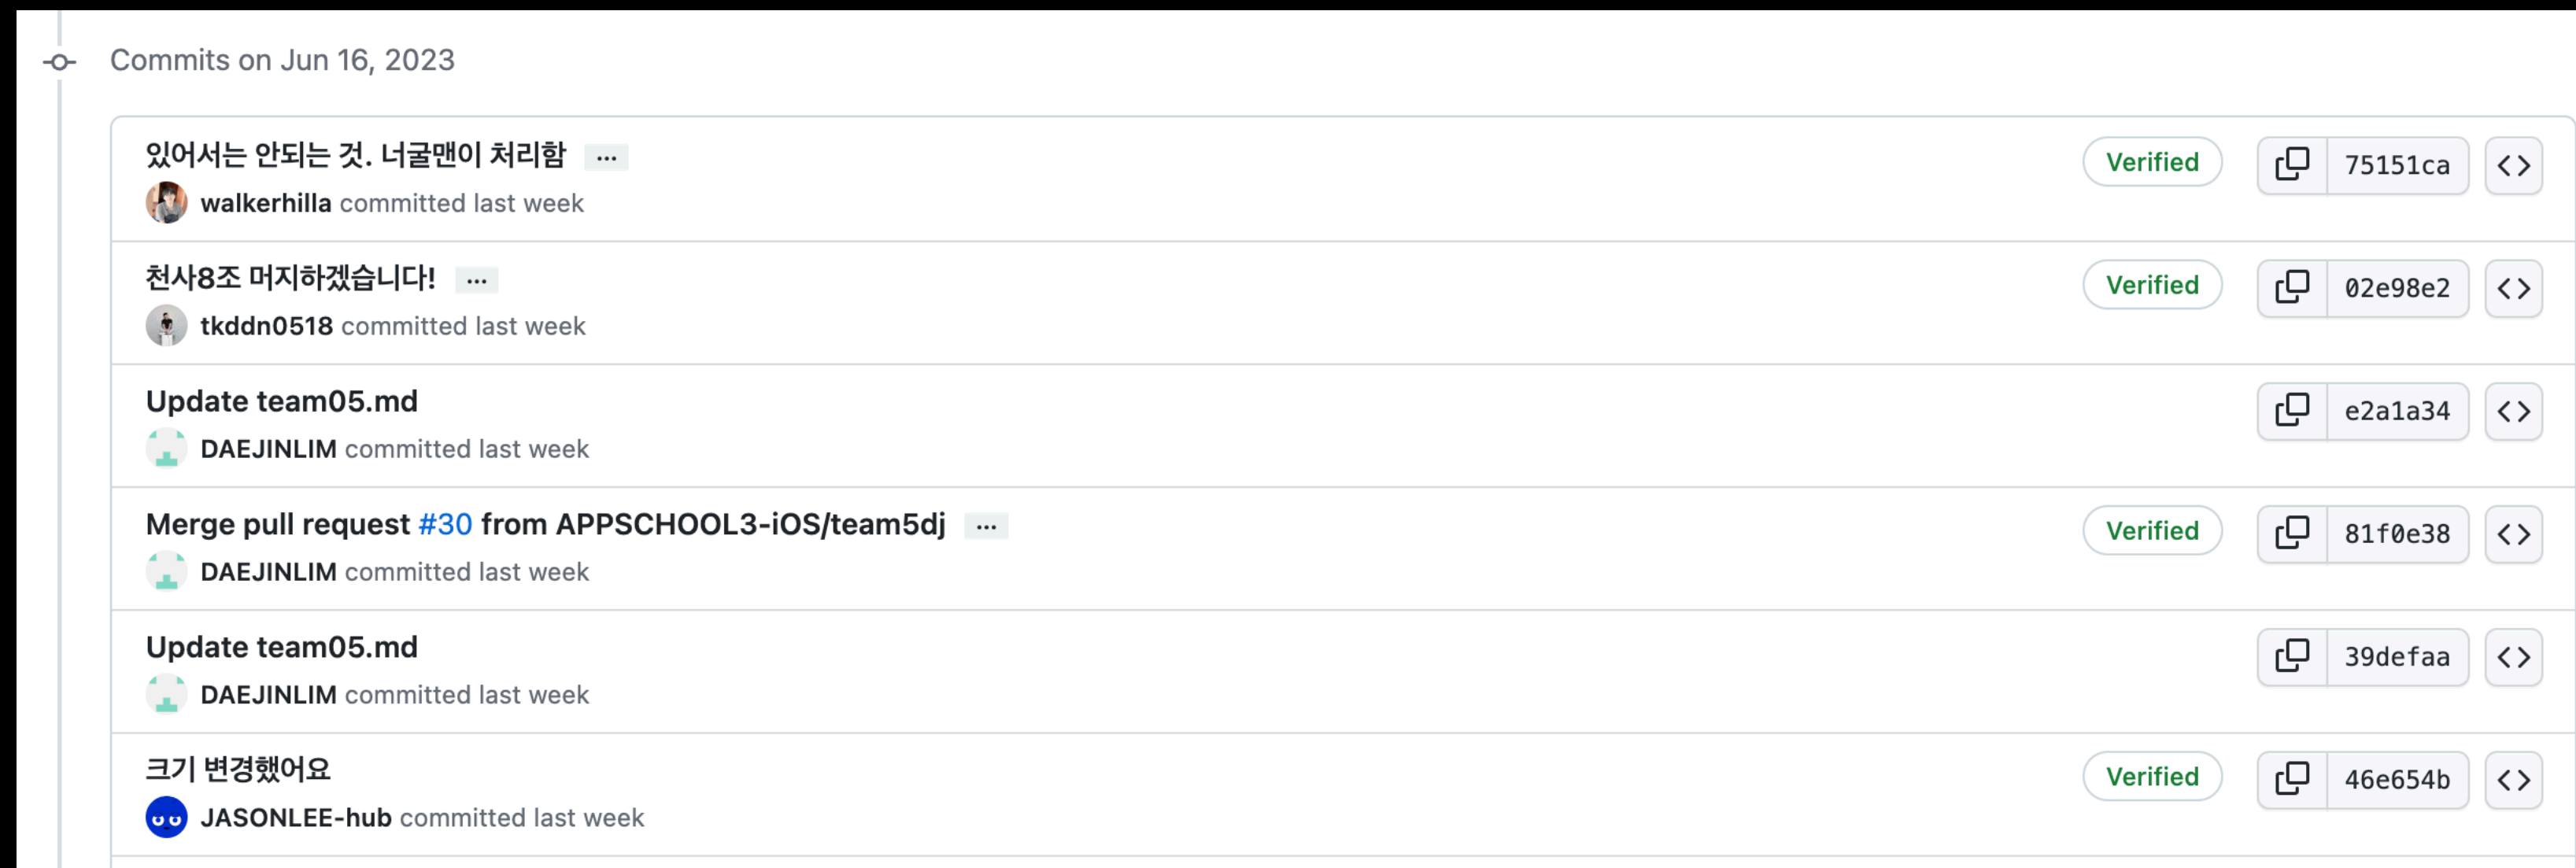 Commits on Jun 16, 2023
있어서는 안되는 것. 너굴맨이 처리함 ...
walkerhilla committed last week
Verified
75151ca
천사8조 머지하겠습니다! ...
tkddn0518 committed last week
Verified
02e98e2
Update team05.md
DAEJINLIM committed last week
e2a1a34
Merge pull request #30 from APPSCHOOL3-iOS/team5dj ...
DAEJINLIM committed last week
Verified
81f0e38
Update team05.md
DAEJINLIM committed last week
39defaa
크기 변경했어요
JASONLEE-hub committed last week
Verified
46e654b